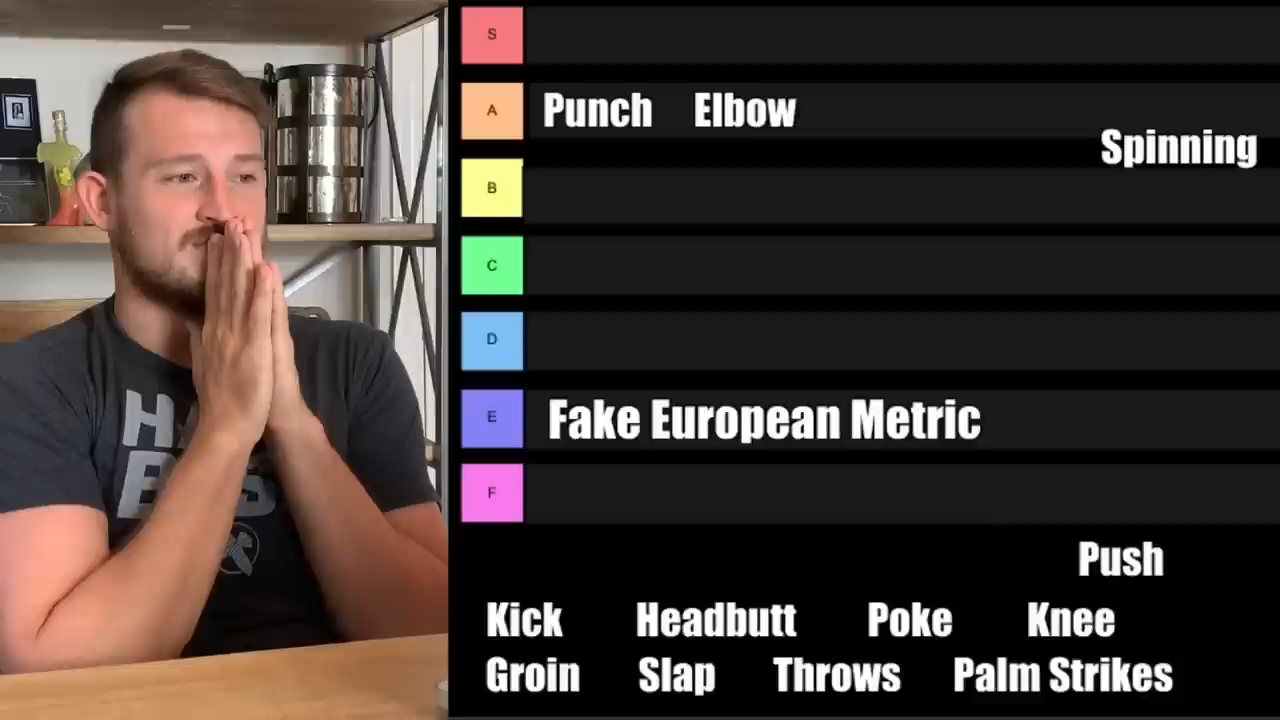 S
A Punch Elbow
Spinning
B
C
D
E Fake European Metric
F
Push
Kick Headbutt Poke Knee
Groin Slap Throws Palm Strikes